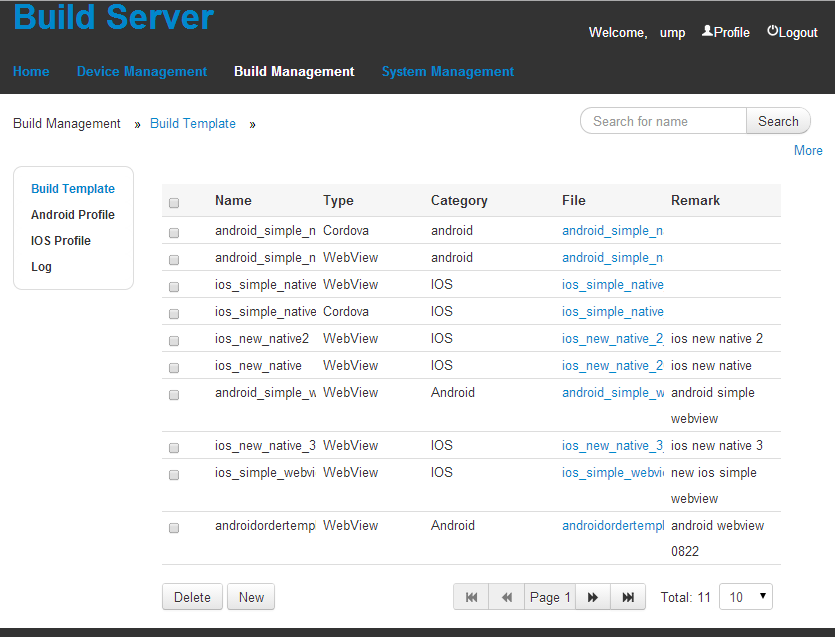 Build Server
Welcome, ump Profile Logout
Home Device Management Build Management System Management
Build Management » Build Template » Search for name Search
More
Build Template
Android Profile
IOS Profile
Log
Name Type Category File Remark
android_simple_n Cordova android android_simple_n
android_simple_n WebView android android_simple_n
ios_simple_native WebView IOS ios_simple_native
ios_simple_native Cordova IOS ios_simple_native
ios_new_native2 WebView IOS ios_new_native_2 ios new native 2
ios_new_native WebView IOS ios_new_native_2 ios new native
android_simple_w WebView Android android_simple_w android simple
webview
ios_new_native_3 WebView IOS ios_new_native_3 ios new native 3
ios_simple_webvi WebView IOS ios_simple_webvi new ios simple
webview
androidordertemp WebView Android androidordertempl android webview
0822
Delete New Page 1 Total: 11 10